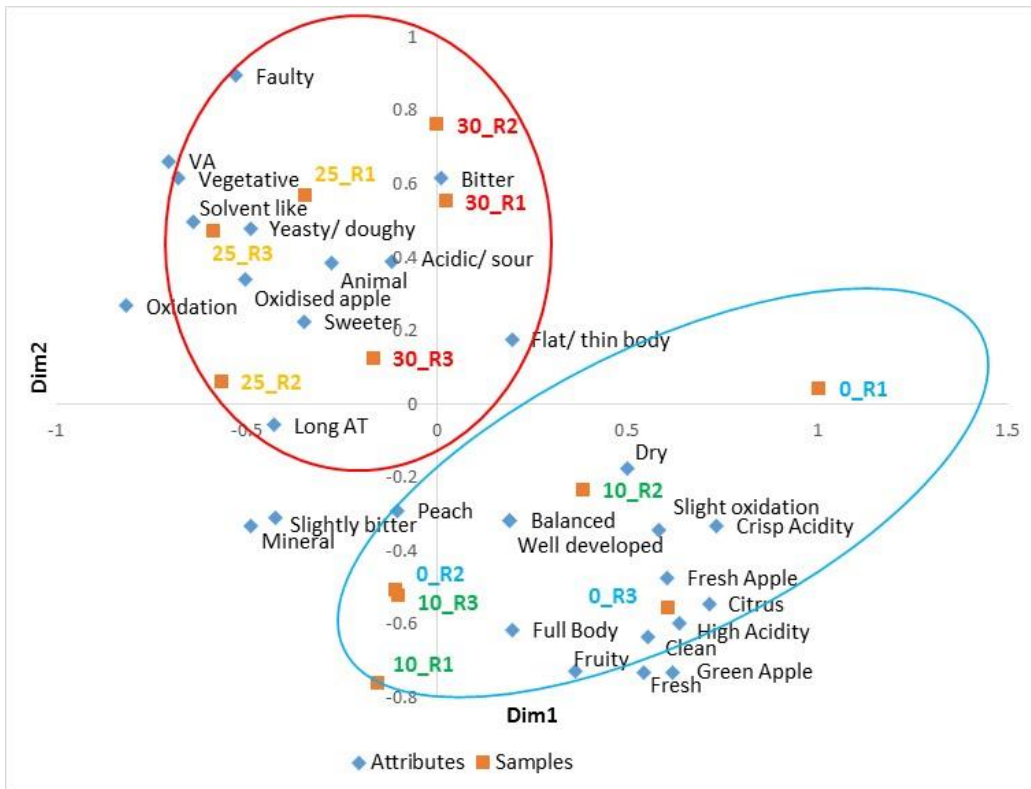 1
Faulty
0.8
30_R2
VA
25_R1
Vegetative
0.6
Bitter
30_R1
Solvent like
Yeasty/ doughy
25_R3
0.4
Acidic/ sour
Animal
Oxidation
Oxidised apple
Sweeter
0.2
Flat/ thin body
30_R3
Dim2
25_R2
0_R1
0
-1
-0.5
Long AT
0
0.5
1
1.5
Dry
-0.2
10_R2
Slight oxidation
Peach
Balanced
Crisp Acidity
Slightly bitter
Mineral
Well developed
-0.4
0_R2
Fresh Apple
10_R3
0_R3
Citrus
-0.6
Full Body
High Acidity
Clean
10_R1
Fruity
Green Apple
Fresh
-0.8
Dim1
Attributes
Samples